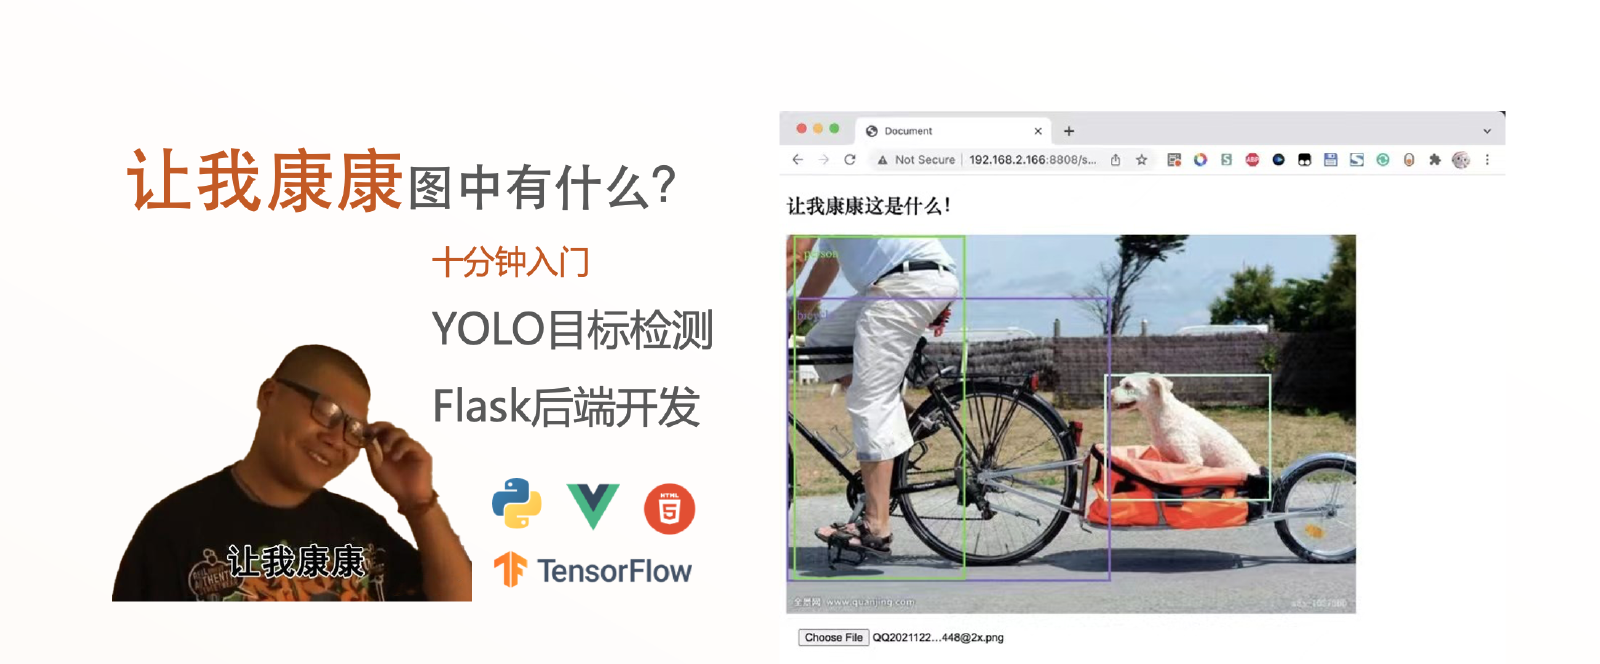 让我康康图中有什么?
十分钟入门
YOLO目标检测
Flask后端开发
让我康康
HTML
5
TensorFlow
Document
Not Secure
192.168.2.166:8808/s...
ABP
让我康康这是什么!
person
bicycle
全景网 www.quanjing.com
Choose File QQ2021122...448@2x.png